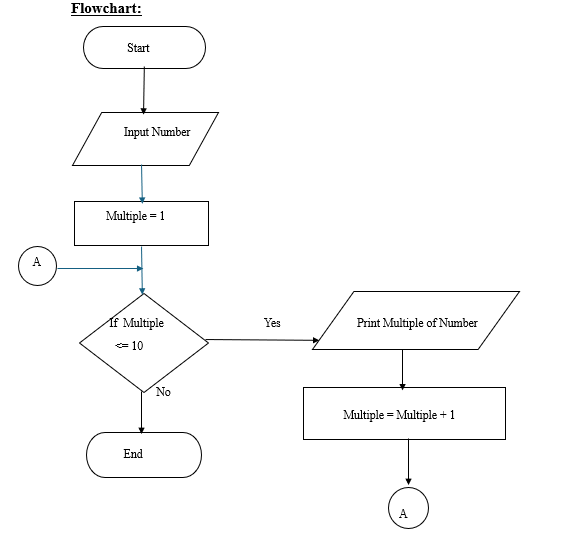 Flowchart:
Start
Input Number
Multiple = 1
A
If Multiple
<= 10
Yes
Print Multiple of Number
No
Multiple = Multiple + 1
End
A